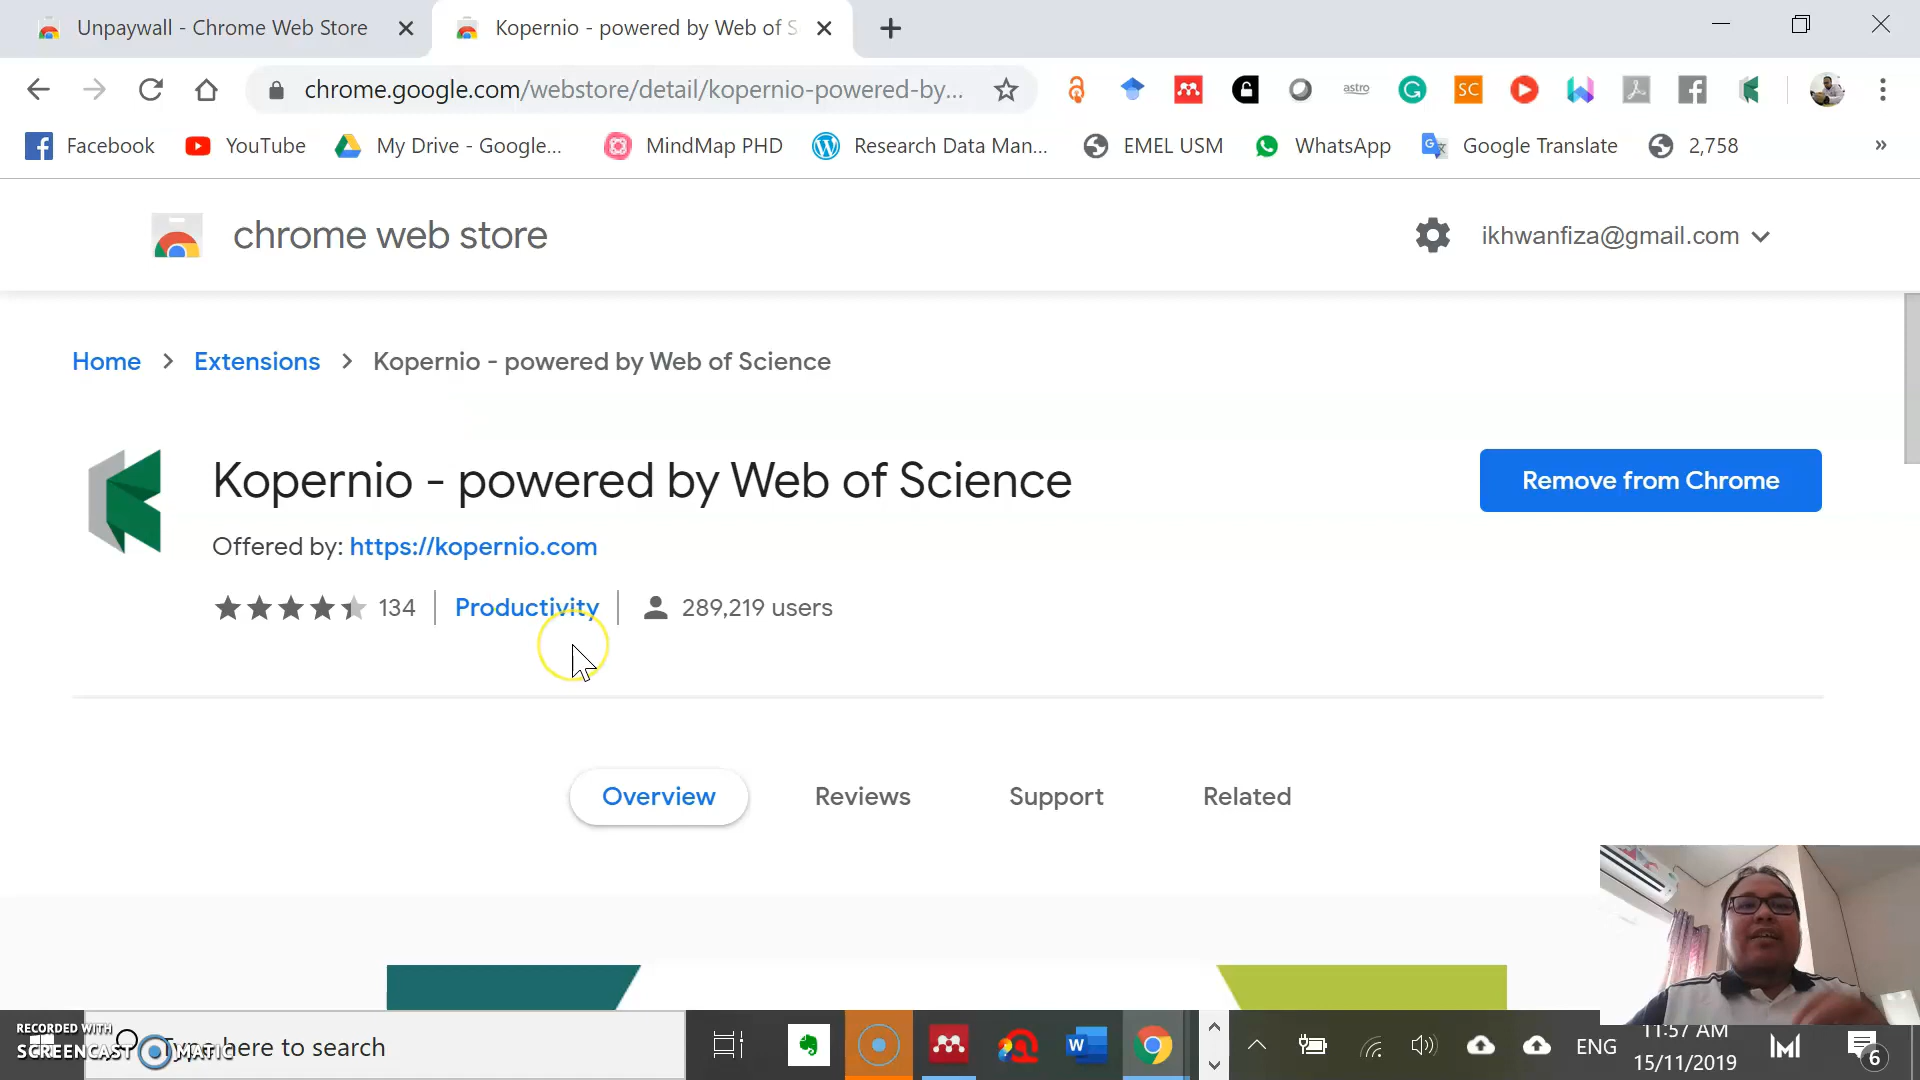 Unpaywall - Chrome Web Store
Kopernio - powered by Web of S
chrome.google.com/webstore/detail/kopernio-powered-by...
astro
G
SC
Facebook
YouTube
My Drive - Google...
MindMap PHD
Research Data Man...
EMEL USM
WhatsApp
Google Translate
2,758
»
chrome web store
ikhwanfiza@gmail.com
Home > Extensions > Kopernio - powered by Web of Science
Kopernio - powered by Web of Science
Remove from Chrome
Offered by: https://kopernio.com
134
Productivity
289,219 users
Overview
Reviews
Support
Related
RECORDED WITH
SCREENCAST MATIC
here to search
W
ENG
11:57 AM
15/11/2019
6